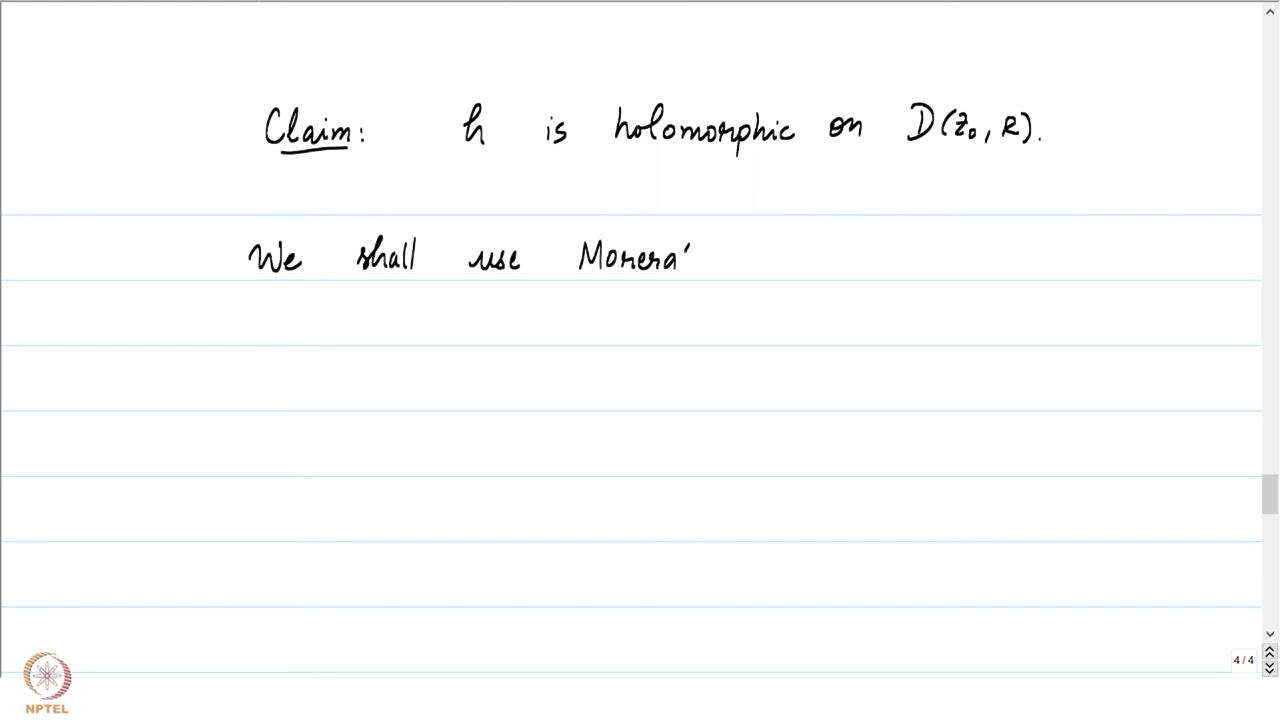 Claim: h is holomorphic on D(z₀, R).
We shall use Morera'
4 / 4
NPTEL